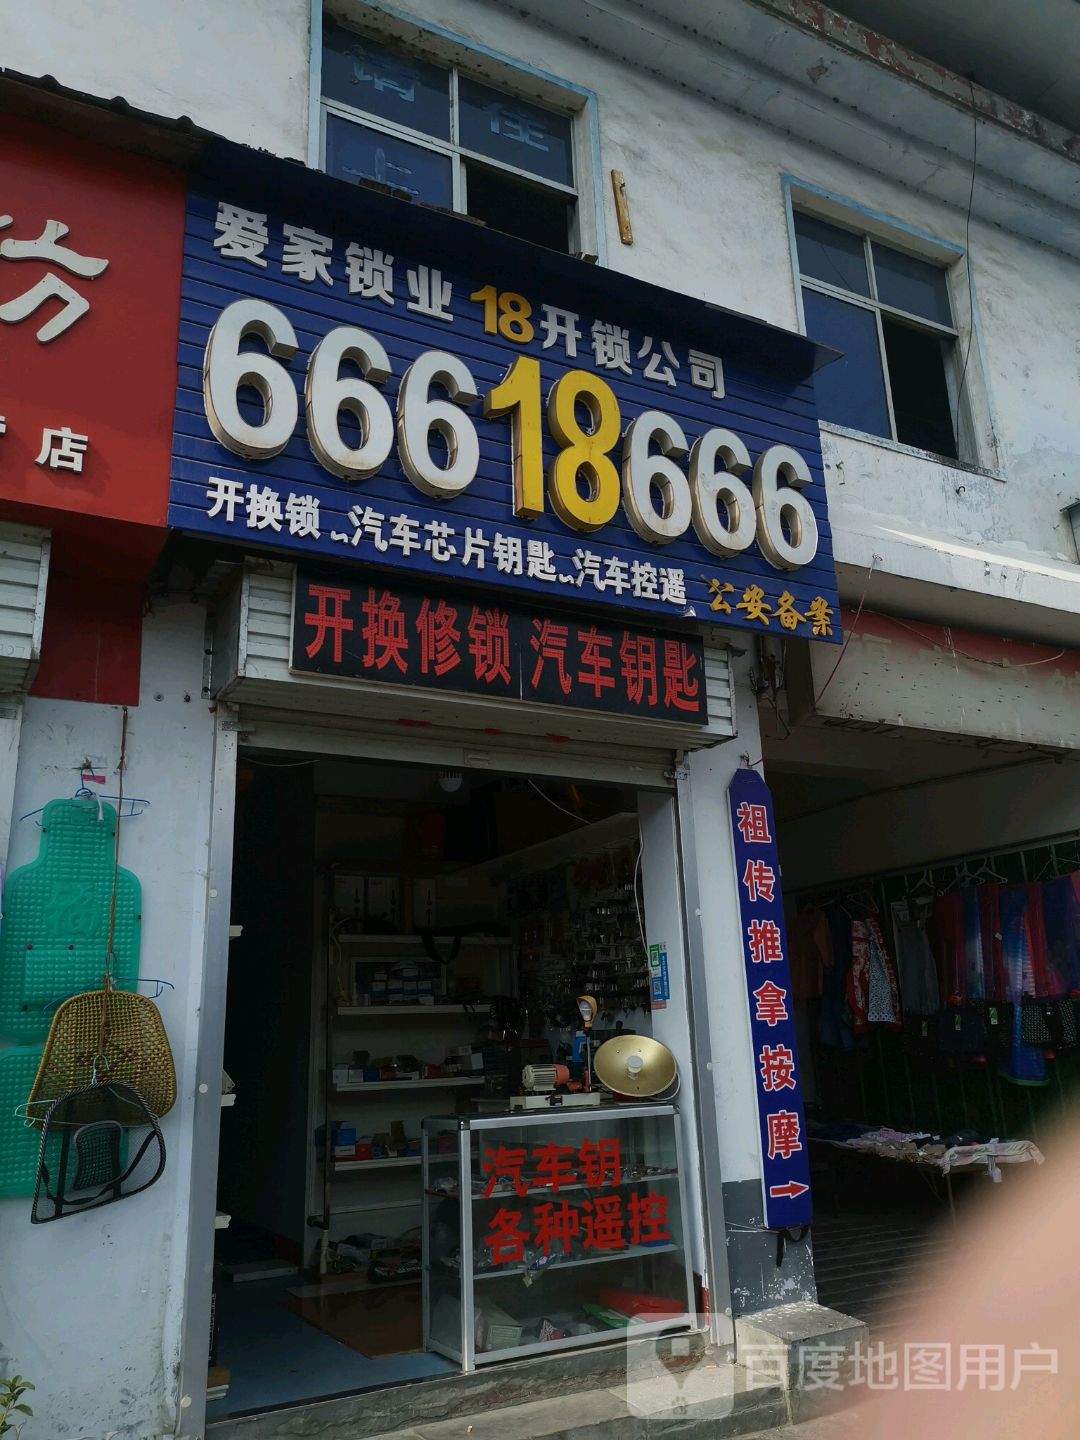 请住
爱家锁业18开锁公司
66618666
开换锁 汽车芯片钥匙 汽车控遥 公安备案
店
开换修锁 汽车钥匙
祖传推拿按摩→
汽车钥
各种遥控
百度地图用户